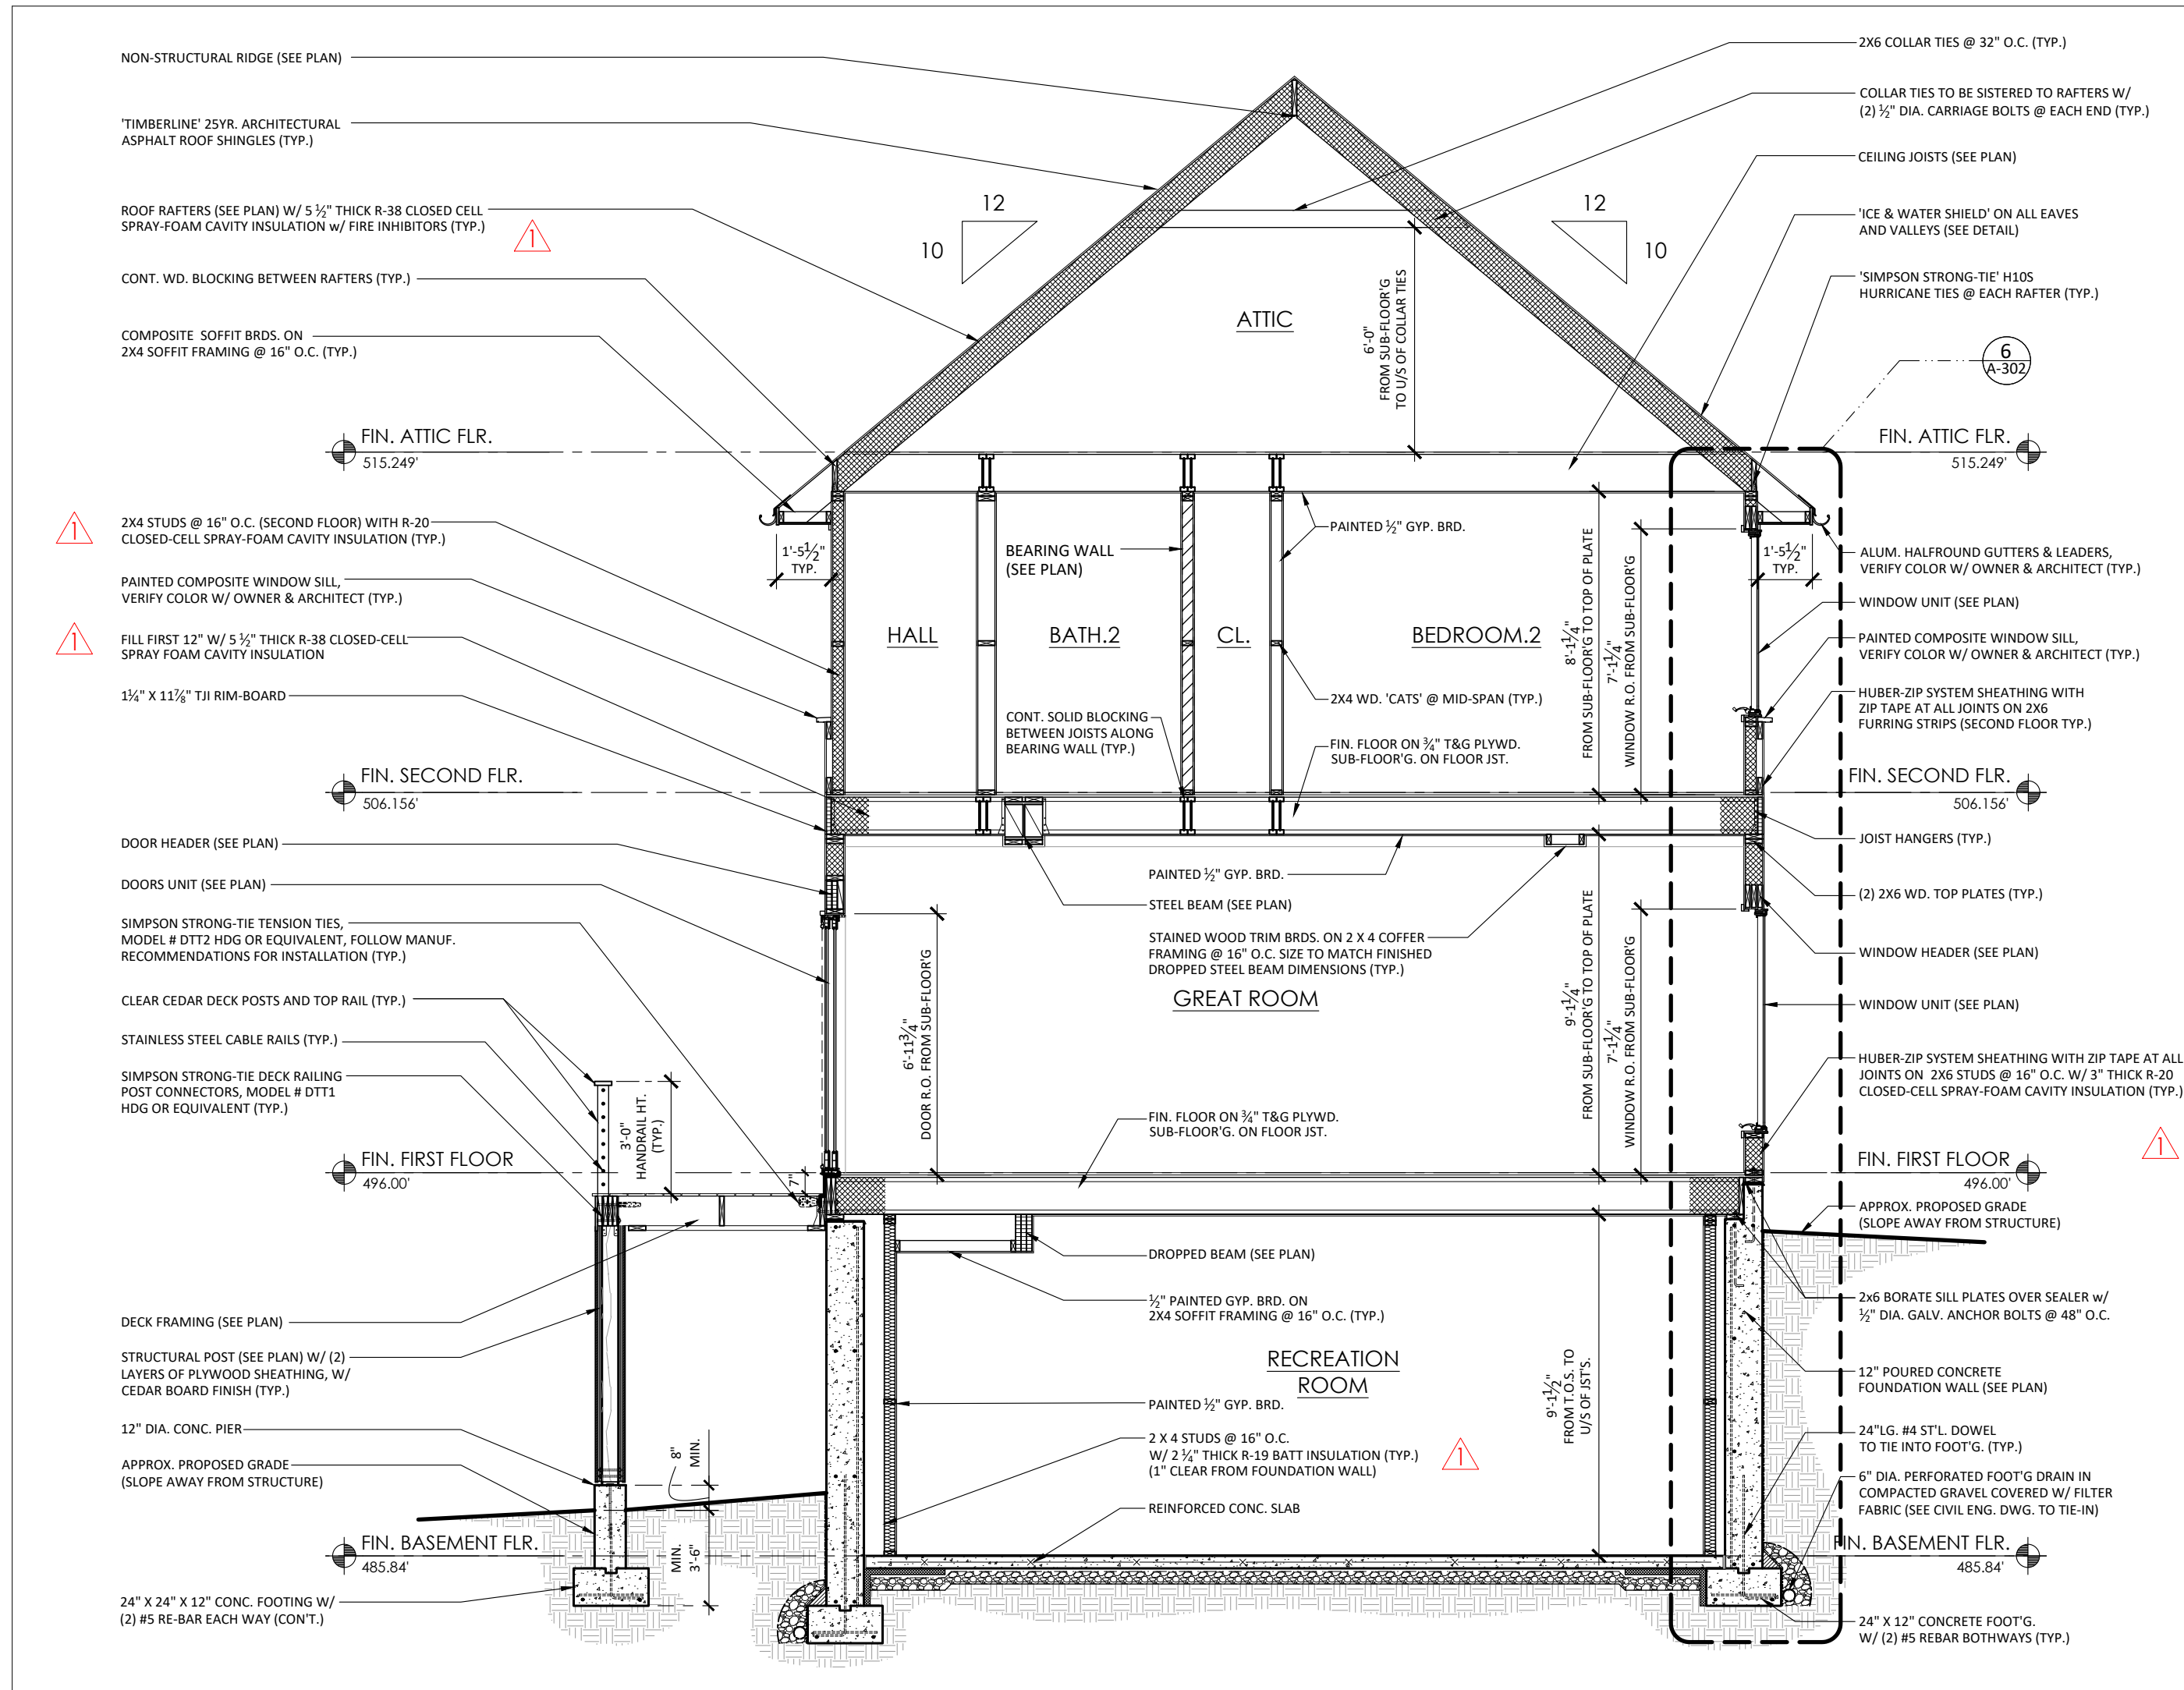 NON-STRUCTURAL RIDGE (SEE PLAN)
'TIMBERLINE' 25YR. ARCHITECTURAL
ASPHALT ROOF SHINGLES (TYP.)
ROOF RAFTERS (SEE PLAN) W/ 5 ½" THICK R-38 CLOSED CELL
SPRAY-FOAM CAVITY INSULATION w/ FIRE INHIBITORS (TYP.)
1
CONT. WD. BLOCKING BETWEEN RAFTERS (TYP.)
COMPOSITE SOFFIT BRDS. ON
2X4 SOFFIT FRAMING @ 16" O.C. (TYP.)
FIN. ATTIC FLR.
515.249'
1
2X4 STUDS @ 16" O.C. (SECOND FLOOR) WITH R-20
CLOSED-CELL SPRAY-FOAM CAVITY INSULATION (TYP.)
PAINTED COMPOSITE WINDOW SILL,
VERIFY COLOR W/ OWNER & ARCHITECT (TYP.)
1
FILL FIRST 12" W/ 5 ½" THICK R-38 CLOSED-CELL
SPRAY FOAM CAVITY INSULATION
1¼" X 11⅞" TJI RIM-BOARD
FIN. SECOND FLR.
506.156'
DOOR HEADER (SEE PLAN)
DOORS UNIT (SEE PLAN)
SIMPSON STRONG-TIE TENSION TIES,
MODEL # DTT2 HDG OR EQUIVALENT, FOLLOW MANUF.
RECOMMENDATIONS FOR INSTALLATION (TYP.)
CLEAR CEDAR DECK POSTS AND TOP RAIL (TYP.)
STAINLESS STEEL CABLE RAILS (TYP.)
SIMPSON STRONG-TIE DECK RAILING
POST CONNECTORS, MODEL # DTT1
HDG OR EQUIVALENT (TYP.)
FIN. FIRST FLOOR
496.00'
DECK FRAMING (SEE PLAN)
STRUCTURAL POST (SEE PLAN) W/ (2)
LAYERS OF PLYWOOD SHEATHING, W/
CEDAR BOARD FINISH (TYP.)
12" DIA. CONC. PIER
APPROX. PROPOSED GRADE
(SLOPE AWAY FROM STRUCTURE)
FIN. BASEMENT FLR.
485.84'
24" X 24" X 12" CONC. FOOTING W/
(2) #5 RE-BAR EACH WAY (CON'T.)
12
10
12
10
ATTIC
6'-0"
FROM SUB-FLOOR'G
TO U/S OF COLLAR TIES
1'-5½"
TYP.
HALL
BEARING WALL
(SEE PLAN)
BATH.2
CL.
PAINTED ½" GYP. BRD.
BEDROOM.2
8'-1¼"
FROM SUB-FLOOR'G TO TOP OF PLATE
7'-1¼"
WINDOW R.O. FROM SUB-FLOOR'G
1'-5½"
TYP.
CONT. SOLID BLOCKING
BETWEEN JOISTS ALONG
BEARING WALL (TYP.)
2X4 WD. 'CATS' @ MID-SPAN (TYP.)
FIN. FLOOR ON ¾" T&G PLYWD.
SUB-FLOOR'G. ON FLOOR JST.
PAINTED ½" GYP. BRD.
STEEL BEAM (SEE PLAN)
STAINED WOOD TRIM BRDS. ON 2 X 4 COFFER
FRAMING @ 16" O.C. SIZE TO MATCH FINISHED
DROPPED STEEL BEAM DIMENSIONS (TYP.)
GREAT ROOM
6'-11¾"
DOOR R.O. FROM SUB-FLOOR'G
9'-1¼"
FROM SUB-FLOOR'G TO TOP OF PLATE
7'-1¼"
WINDOW R.O. FROM SUB-FLOOR'G
3'-0"
HANDRAIL HT.
(TYP.)
7"
FIN. FLOOR ON ¾" T&G PLYWD.
SUB-FLOOR'G. ON FLOOR JST.
DROPPED BEAM (SEE PLAN)
½" PAINTED GYP. BRD. ON
2X4 SOFFIT FRAMING @ 16" O.C. (TYP.)
RECREATION
ROOM
PAINTED ½" GYP. BRD.
2 X 4 STUDS @ 16" O.C.
W/ 2 ¼" THICK R-19 BATT INSULATION (TYP.)
(1" CLEAR FROM FOUNDATION WALL)
1
REINFORCED CONC. SLAB
9'-1½"
FROM T.O.S. TO
U/S OF JST'S.
8"
MIN.
MIN.
3'-6"
2X6 COLLAR TIES @ 32" O.C. (TYP.)
COLLAR TIES TO BE SISTERED TO RAFTERS W/
(2) ½" DIA. CARRIAGE BOLTS @ EACH END (TYP.)
CEILING JOISTS (SEE PLAN)
'ICE & WATER SHIELD' ON ALL EAVES
AND VALLEYS (SEE DETAIL)
'SIMPSON STRONG-TIE' H10S
HURRICANE TIES @ EACH RAFTER (TYP.)
6
A-302
FIN. ATTIC FLR.
515.249'
ALUM. HALFROUND GUTTERS & LEADERS,
VERIFY COLOR W/ OWNER & ARCHITECT (TYP.)
WINDOW UNIT (SEE PLAN)
PAINTED COMPOSITE WINDOW SILL,
VERIFY COLOR W/ OWNER & ARCHITECT (TYP.)
HUBER-ZIP SYSTEM SHEATHING WITH
ZIP TAPE AT ALL JOINTS ON 2X6
FURRING STRIPS (SECOND FLOOR TYP.)
FIN. SECOND FLR.
506.156'
JOIST HANGERS (TYP.)
(2) 2X6 WD. TOP PLATES (TYP.)
WINDOW HEADER (SEE PLAN)
WINDOW UNIT (SEE PLAN)
HUBER-ZIP SYSTEM SHEATHING WITH ZIP TAPE AT ALL
JOINTS ON 2X6 STUDS @ 16" O.C. W/ 3" THICK R-20
CLOSED-CELL SPRAY-FOAM CAVITY INSULATION (TYP.)
1
FIN. FIRST FLOOR
496.00'
APPROX. PROPOSED GRADE
(SLOPE AWAY FROM STRUCTURE)
2x6 BORATE SILL PLATES OVER SEALER w/
½" DIA. GALV. ANCHOR BOLTS @ 48" O.C.
12" POURED CONCRETE
FOUNDATION WALL (SEE PLAN)
24"LG. #4 ST'L. DOWEL
TO TIE INTO FOOT'G. (TYP.)
6" DIA. PERFORATED FOOT'G DRAIN IN
COMPACTED GRAVEL COVERED W/ FILTER
FABRIC (SEE CIVIL ENG. DWG. TO TIE-IN)
FIN. BASEMENT FLR.
485.84'
24" X 12" CONCRETE FOOT'G.
W/ (2) #5 REBAR BOTHWAYS (TYP.)